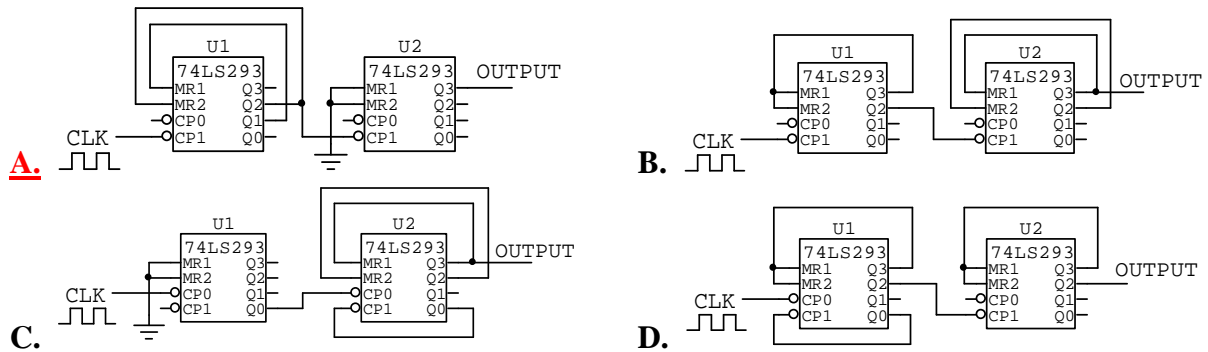 U1
74LS293
MR1 Q3
MR2 Q2
CP0 Q1
CP1 Q0
U2
74LS293
MR1 Q3
MR2 Q2
CP0 Q1
CP1 Q0
OUTPUT
CLK
A.
U1
74LS293
MR1 Q3
MR2 Q2
CP0 Q1
CP1 Q0
U2
74LS293
MR1 Q3
MR2 Q2
CP0 Q1
CP1 Q0
OUTPUT
CLK
B.
U1
74LS293
MR1 Q3
MR2 Q2
CP0 Q1
CP1 Q0
U2
74LS293
MR1 Q3
MR2 Q2
CP0 Q1
CP1 Q0
OUTPUT
CLK
C.
U1
74LS293
MR1 Q3
MR2 Q2
CP0 Q1
CP1 Q0
U2
74LS293
MR1 Q3
MR2 Q2
CP0 Q1
CP1 Q0
OUTPUT
CLK
D.